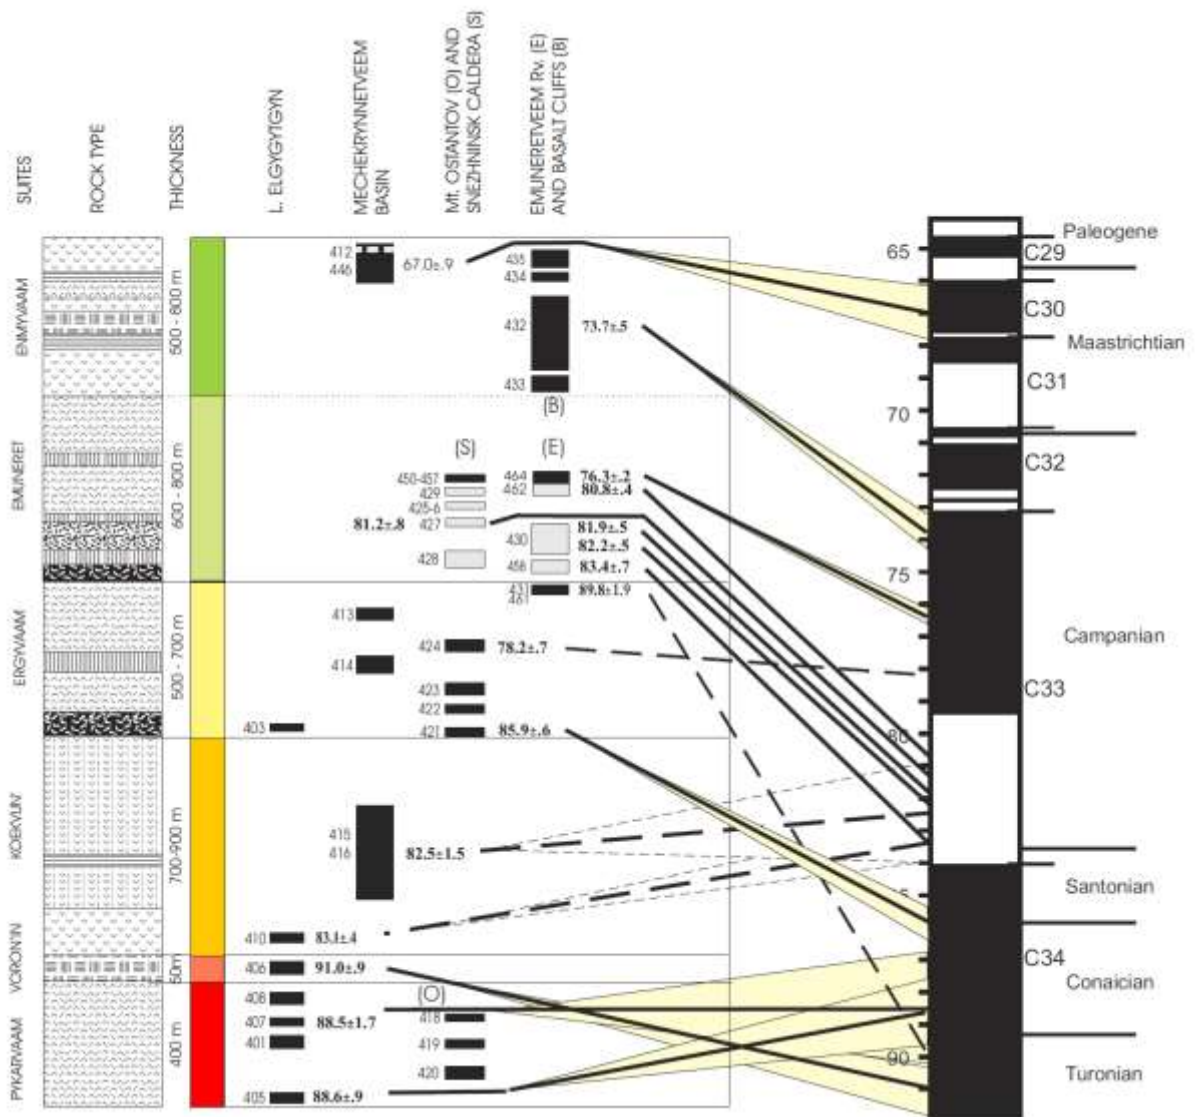 SUITES
ROCK TYPE
THICKNESS
L. ELGYGYTGYN
MECHEKRYNNETVEEM
BASIN
Mt. OSTANTOV (O) AND
SNEZHNINSK CALDERA (S)
EMUNERETVEEM Rv. (E)
AND BASALT CLIFFS (B)
ENMYVAAM
500 - 800 m
412
446
67.0±.9
435
434
432
73.7±.5
433
(B)
EMUNERET
600 - 800 m
(S)
(E)
450-457
429
425-6
81.2±.8
427
428
464
76.3±.2
462
80.8±.4
81.9±.5
430
82.2±.5
458
83.4±.7
431
89.8±1.9
461
ERGYVAAM
500 - 700 m
413
414
403
424
78.2±.7
423
422
421
85.9±.6
KOEKVUN'
700-900 m
415
416
82.5±1.5
410
83.1±.4
VORON'IN
50m
406
91.0±.9
PYKARVAAM
400 m
408
407
88.5±1.7
401
405
88.6±.9
(O)
418
419
420
65
70
75
80
90
C29
C30
C31
C32
C33
C34
Paleogene
Maastrichtian
Campanian
Santonian
Conaician
Turonian